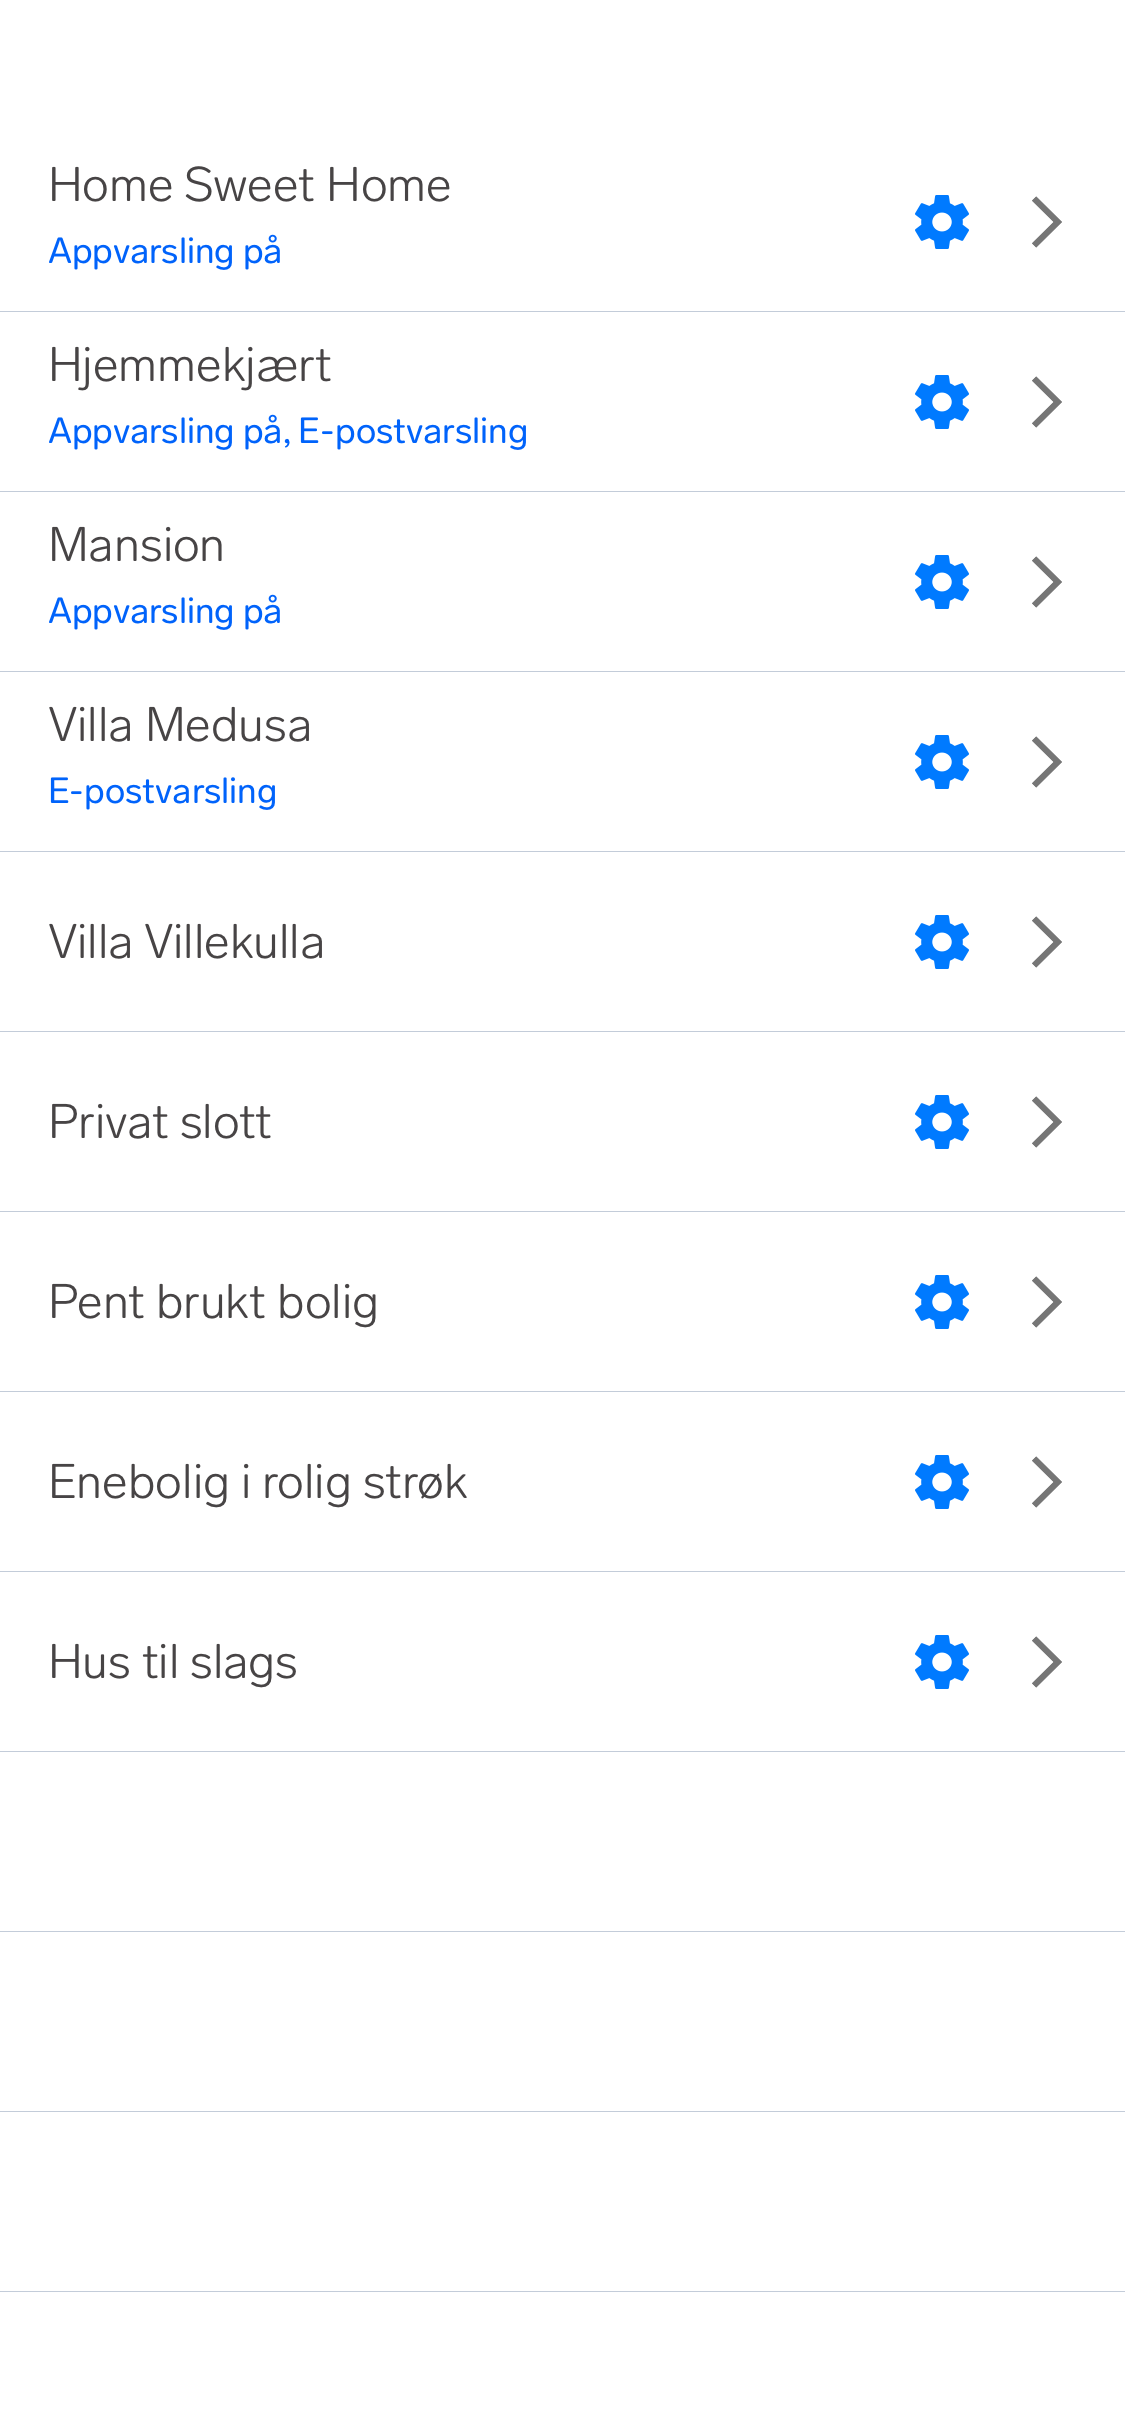 Home Sweet Home
Appvarsling på
Hjemmekjært
Appvarsling på, E-postvarsling
Mansion
Appvarsling på
Villa Medusa
E-postvarsling
Villa Villekulla
Privat slott
Pent brukt bolig
Enebolig i rolig strøk
Hus til slags